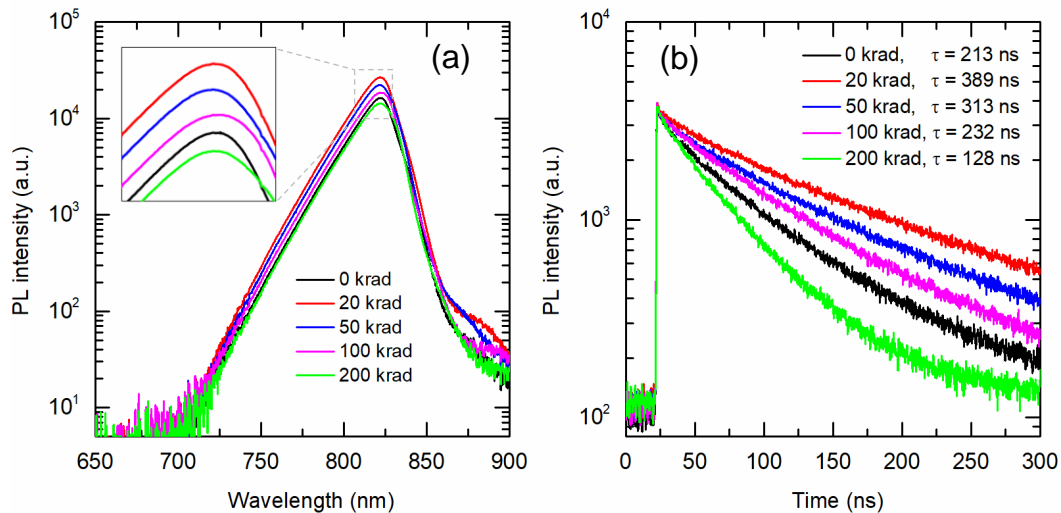 (a)
PL intensity (a.u.)
10^5
10^4
10^3
10^2
10^1
0 krad
20 krad
50 krad
100 krad
200 krad
650 700 750 800 850 900
Wavelength (nm)
(b)
PL intensity (a.u.)
10^4
10^3
10^2
0 krad, τ = 213 ns
20 krad, τ = 389 ns
50 krad, τ = 313 ns
100 krad, τ = 232 ns
200 krad, τ = 128 ns
0 50 100 150 200 250 300
Time (ns)